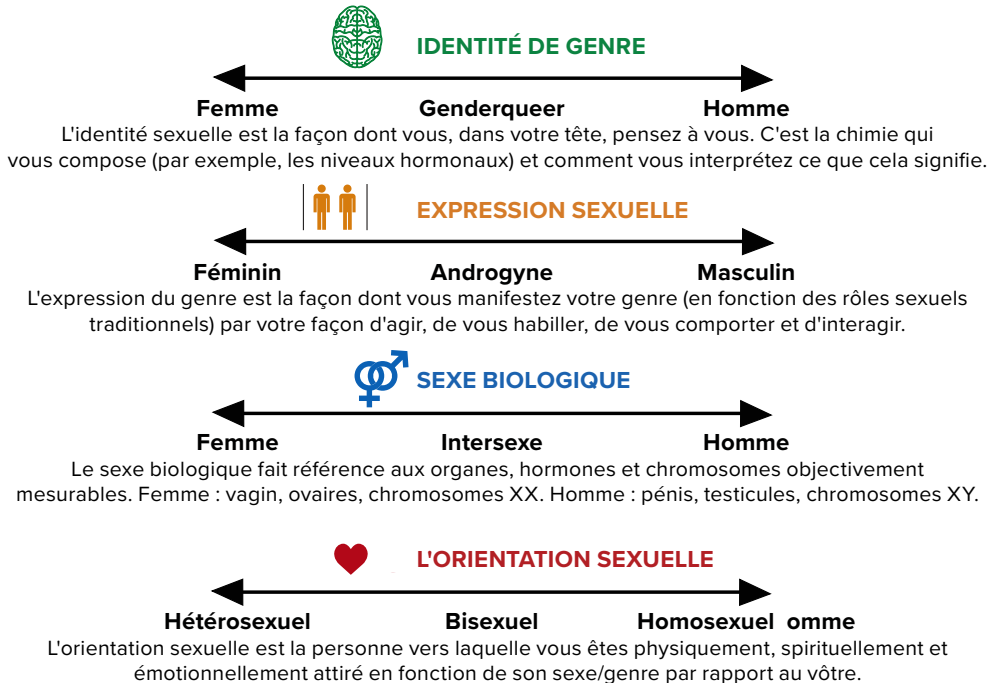 IDENTITÉ DE GENRE
Femme Genderqueer Homme
L'identité sexuelle est la façon dont vous, dans votre tête, pensez à vous. C'est la chimie qui
vous compose (par exemple, les niveaux hormonaux) et comment vous interprétez ce que cela signifie.
EXPRESSION SEXUELLE
Féminin Androgyne Masculin
L'expression du genre est la façon dont vous manifestez votre genre (en fonction des rôles sexuels
traditionnels) par votre façon d'agir, de vous habiller, de vous comporter et d'interagir.
SEXE BIOLOGIQUE
Femme Intersexe Homme
Le sexe biologique fait référence aux organes, hormones et chromosomes objectivement
mesurables. Femme : vagin, ovaires, chromosomes XX. Homme : pénis, testicules, chromosomes XY.
L'ORIENTATION SEXUELLE
Hétérosexuel Bisexuel Homosexuel omme
L'orientation sexuelle est la personne vers laquelle vous êtes physiquement, spirituellement et
émotionnellement attiré en fonction de son sexe/genre par rapport au vôtre.